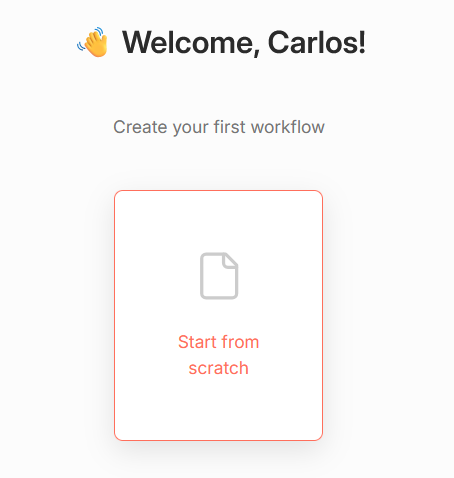 👋 Welcome, Carlos!
Create your first workflow
Start from
scratch